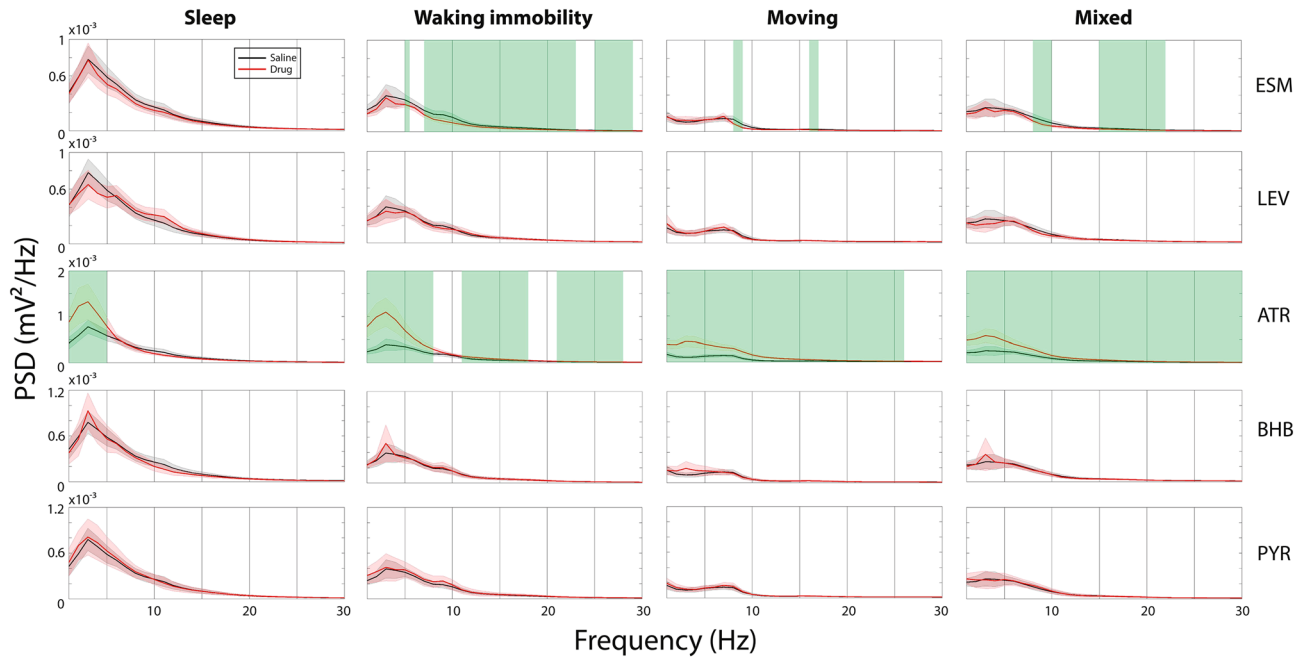 Sleep Waking immobility Moving Mixed
x10⁻³
1
0.6
0
Saline
Drug
ESM
x10⁻³
1
0.6
0
LEV
x10⁻³
2
1
0
ATR
x10⁻³
1.2
0.6
0
BHB
x10⁻³
1.2
0.6
0
PYR
10 20 30 10 20 30 10 20 30 10 20 30
PSD (mV²/Hz)
Frequency (Hz)